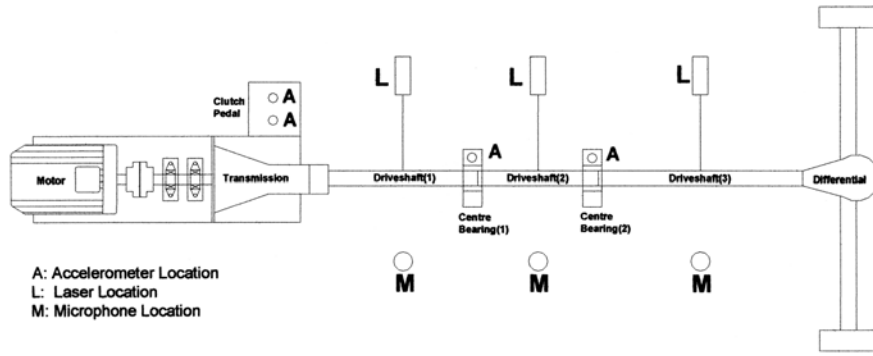 L
L
L
Clutch
Pedal
A
A
A
A
Motor
Transmission
Driveshaft(1)
Driveshaft(2)
Driveshaft(3)
Differential
Centre
Bearing(1)
Centre
Bearing(2)
M
M
M
A: Accelerometer Location
L: Laser Location
M: Microphone Location